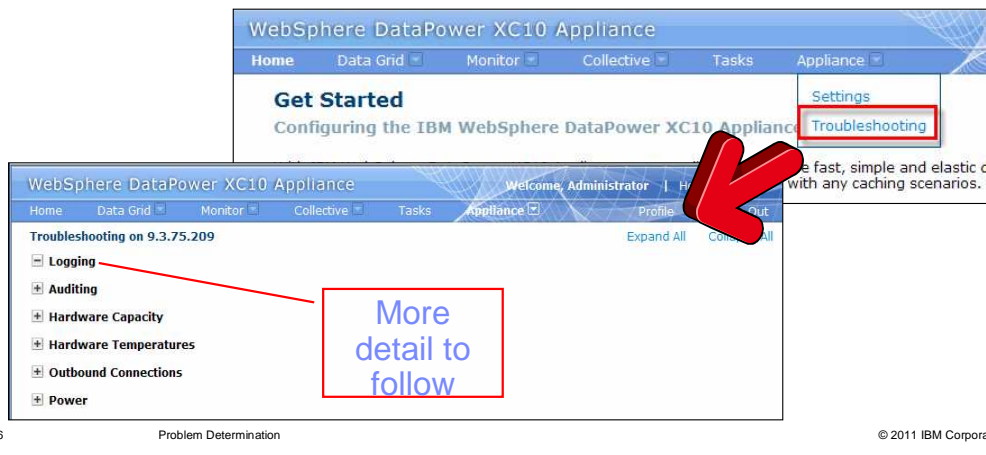 WebSphere DataPower XC10 Appliance
Home Data Grid Monitor Collective Tasks Appliance
Settings
Troubleshooting
Get Started
Configuring the IBM WebSphere DataPower XC10 Appliance
e fast, simple and elastic
with any caching scenarios.
WebSphere DataPower XC10 Appliance
Welcome, Administrator | H
Home Data Grid Monitor Collective Tasks Appliance Profile Out
Troubleshooting on 9.3.75.209
Expand All All
Logging
Auditing
Hardware Capacity
Hardware Temperatures
Outbound Connections
Power
More
detail to
follow
6 Problem Determination © 2011 IBM Corpora